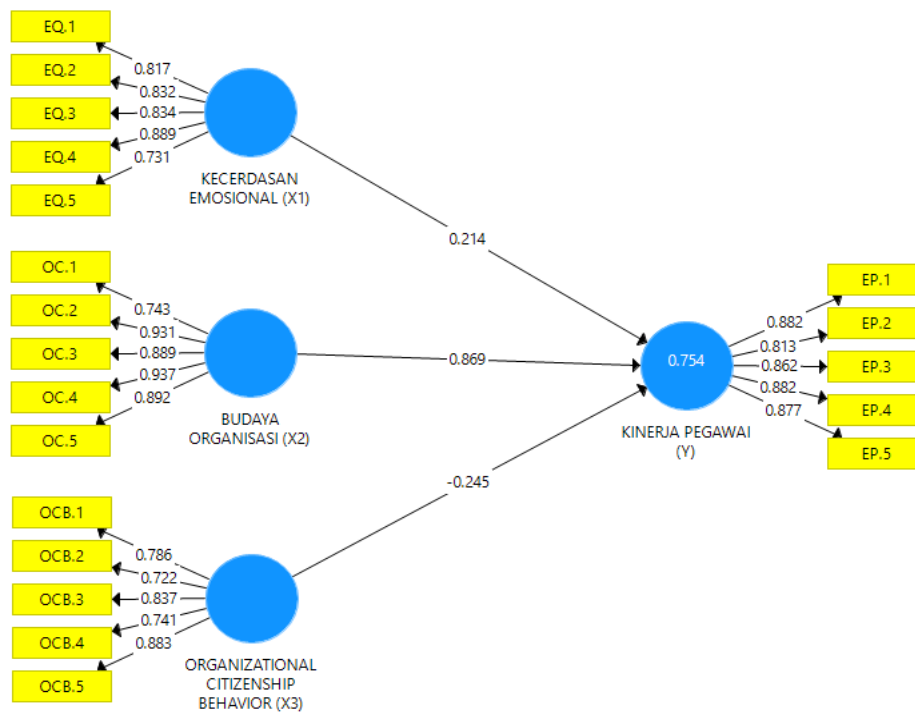 EQ.1
EQ.2
EQ.3
EQ.4
EQ.5
0.817
0.832
0.834
0.889
0.731
KECERDASAN
EMOSIONAL (X1)
0.214
OC.1
OC.2
OC.3
OC.4
OC.5
0.743
0.931
0.889
0.937
0.892
BUDAYA
ORGANISASI (X2)
0.869
OCB.1
OCB.2
OCB.3
OCB.4
OCB.5
0.786
0.722
0.837
0.741
0.883
ORGANIZATIONAL
CITIZENSHIP
BEHAVIOR (X3)
-0.245
0.754
KINERJA PEGAWAI
(Y)
0.882
0.813
0.862
0.882
0.877
EP.1
EP.2
EP.3
EP.4
EP.5